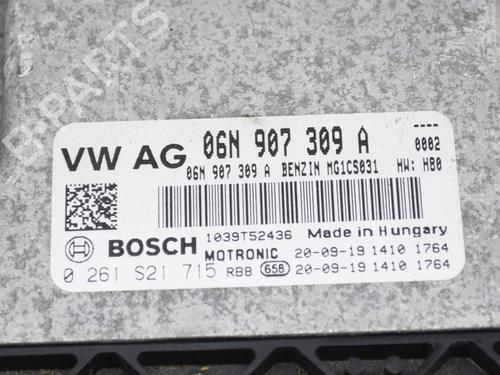 B-PARTS
VW AG 06N 907 309 A
----
06N 907 309 A BENZIN MG1CS031
0002
HW: H80
BOSCH
1039T52436 Made in Hungary
MOTRONIC 20-09-19 1410 1764
0 261 S21 715 RB8 658 20-09-19 1410 1764